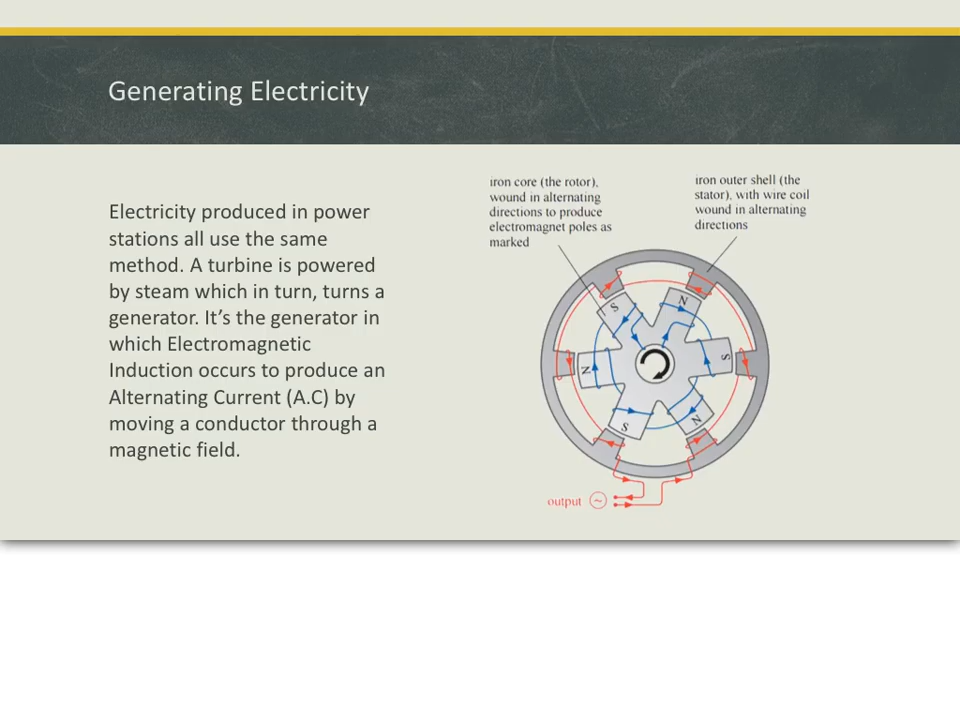 Generating Electricity
Electricity produced in power
stations all use the same
method. A turbine is powered
by steam which in turn, turns a
generator. It’s the generator in
which Electromagnetic
Induction occurs to produce an
Alternating Current (A.C) by
moving a conductor through a
magnetic field.
iron core (the rotor),
wound in alternating
directions to produce
electromagnet poles as
marked
iron outer shell (the
stator), with wire coil
wound in alternating
directions
S
N
N
S
S
N
output ~